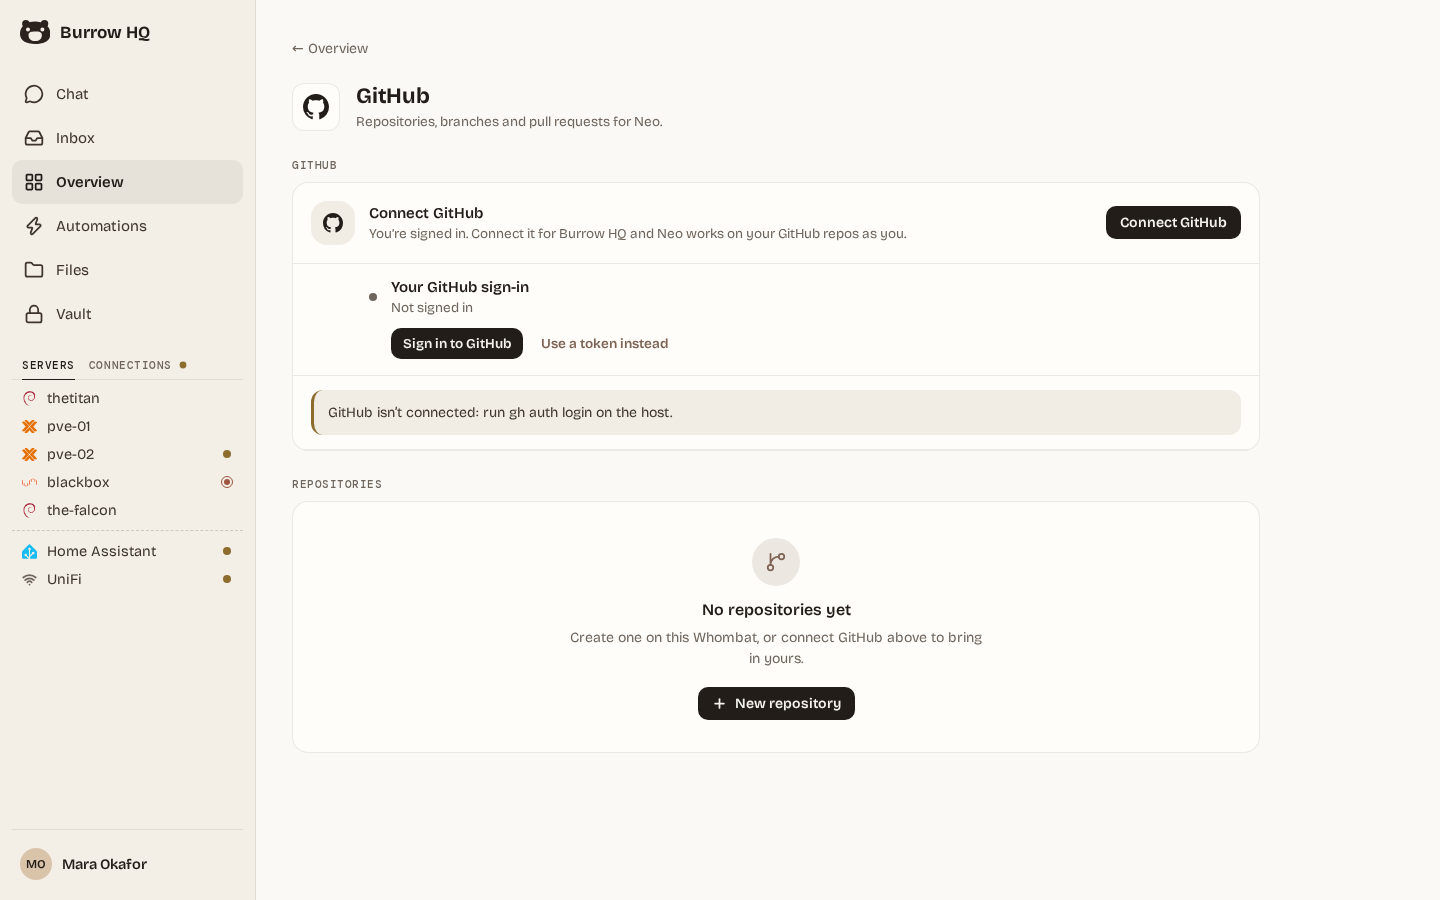 Burrow HQ
Chat
Inbox
Overview
Automations
Files
Vault
SERVERS
CONNECTIONS
thetitan
pve-01
pve-02
blackbox
the-falcon
Home Assistant
UniFi
MO
Mara Okafor
← Overview
GitHub
Repositories, branches and pull requests for Neo.
GITHUB
Connect GitHub
You're signed in. Connect it for Burrow HQ and Neo works on your GitHub repos as you.
Connect GitHub
Your GitHub sign-in
Not signed in
Sign in to GitHub
Use a token instead
GitHub isn't connected: run gh auth login on the host.
REPOSITORIES
No repositories yet
Create one on this Whombat, or connect GitHub above to bring
in yours.
+ New repository